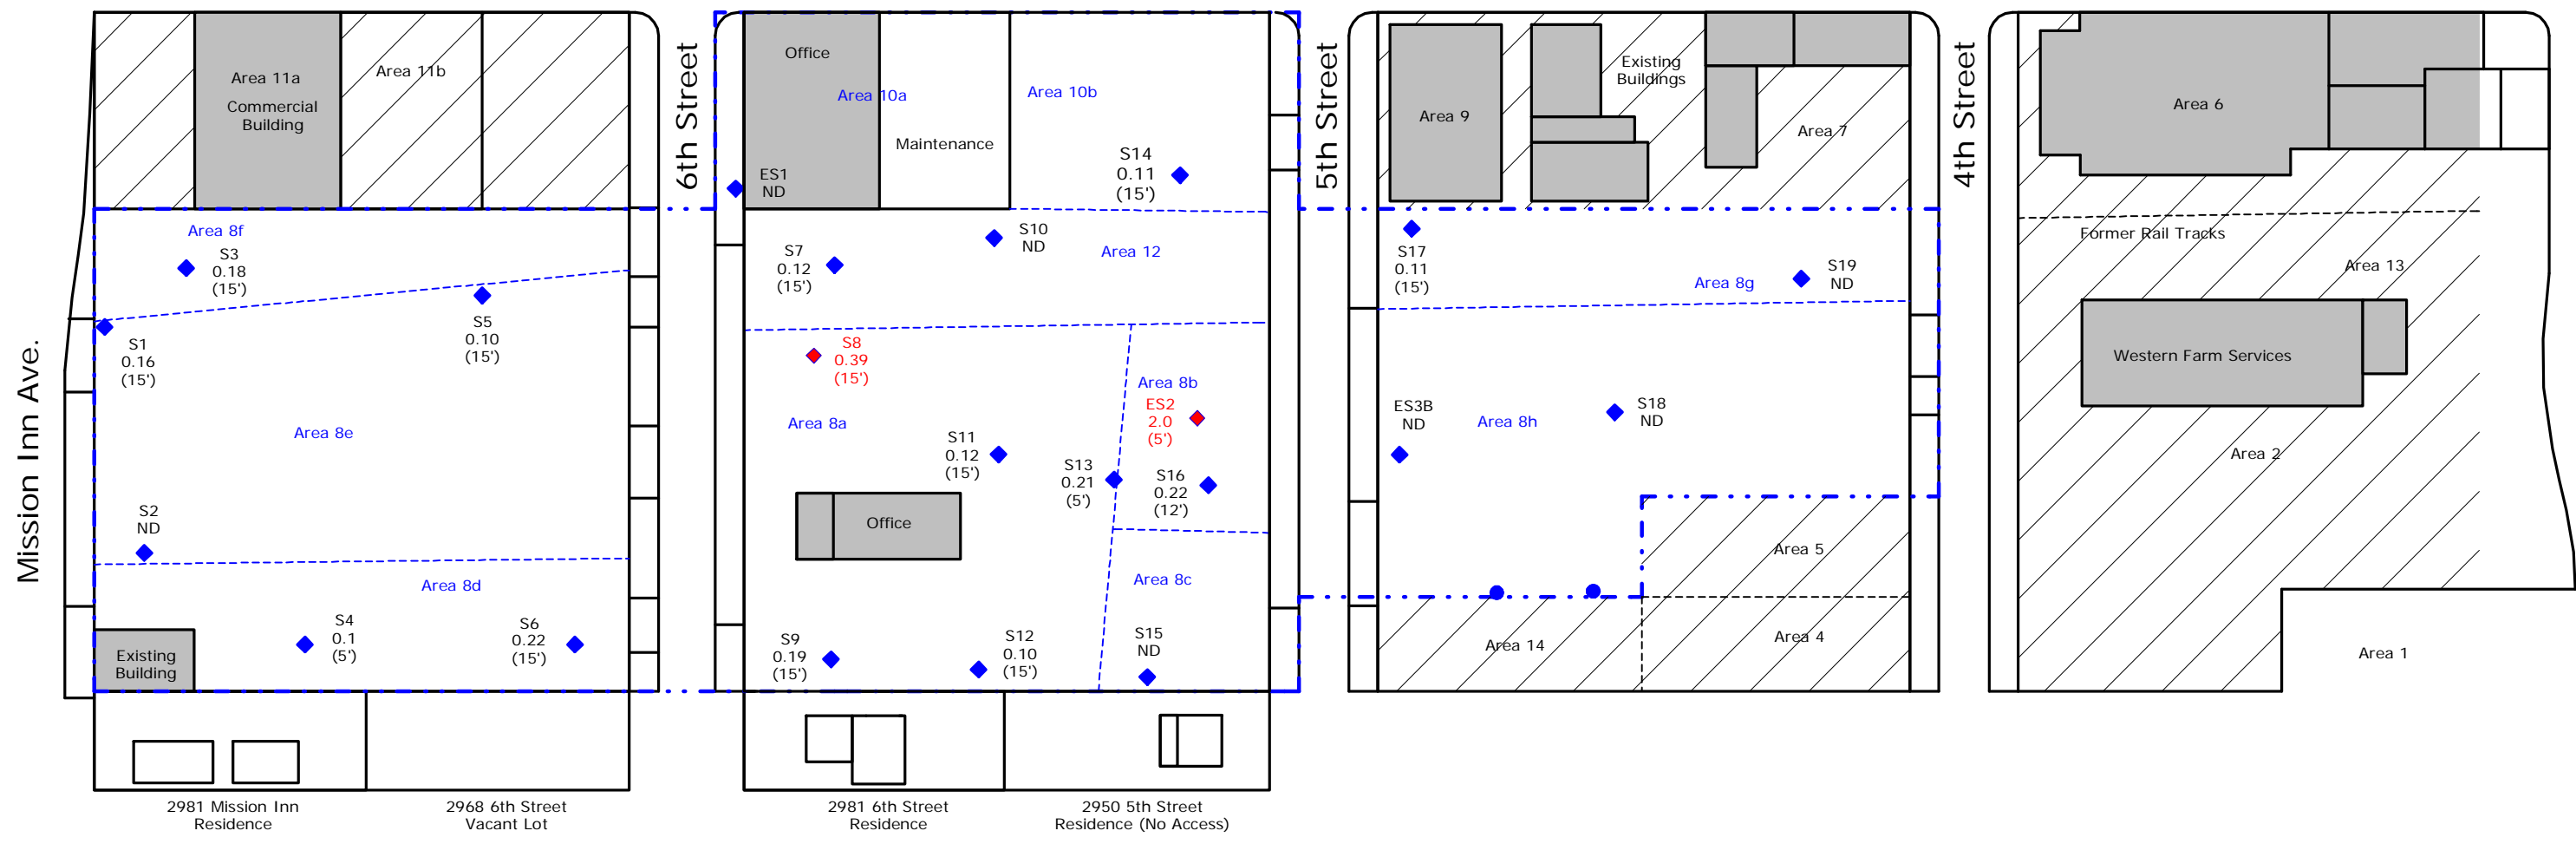 Mission Inn Ave.
Area 11a
Commercial
Building
Area 11b
Area 8f
S3
0.18
(15')
S1
0.16
(15')
S5
0.10
(15')
Area 8e
S2
ND
Area 8d
S4
0.1
(5')
S6
0.22
(15')
Existing
Building
2981 Mission Inn
Residence
2968 6th Street
Vacant Lot
6th Street
Office
Area 10a
Maintenance
Area 10b
ES1
ND
S14
0.11
(15')
S7
0.12
(15')
S10
ND
Area 12
S8
0.39
(15')
Area 8a
Area 8b
ES2
2.0
(5')
S11
0.12
(15')
S13
0.21
(5')
S16
0.22
(12')
Office
Area 8c
S9
0.19
(15')
S12
0.10
(15')
S15
ND
2981 6th Street
Residence
2950 5th Street
Residence (No Access)
5th Street
Area 9
Existing
Buildings
Area 7
S17
0.11
(15')
Area 8g
S19
ND
ES3B
ND
Area 8h
S18
ND
Area 5
Area 14
Area 4
4th Street
Area 6
Former Rail Tracks
Area 13
Western Farm Services
Area 2
Area 1